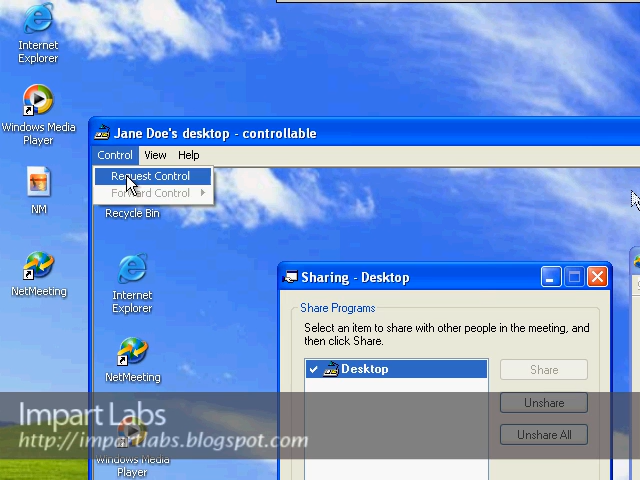 Internet
Explorer
Windows Media
Player
NM
NetMeeting
Jane Doe's desktop - controllable
Control View Help
Request Control
Forward Control
Recycle Bin
Internet
Explorer
NetMeeting
Windows Media
Player
Sharing - Desktop
Share Programs
Select an item to share with other people in the meeting, and
then click Share.
Desktop
Share
Unshare
Unshare All
Impart Labs
http://impartlabs.blogspot.com